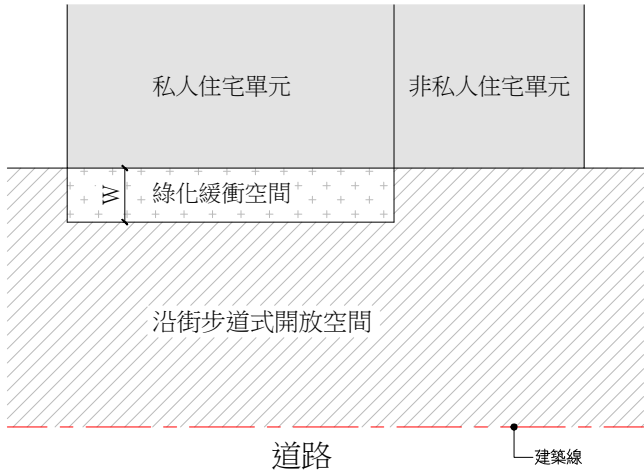 私人住宅單元
非私人住宅單元
W
綠化緩衝空間
沿街步道式開放空間
道路
建築線